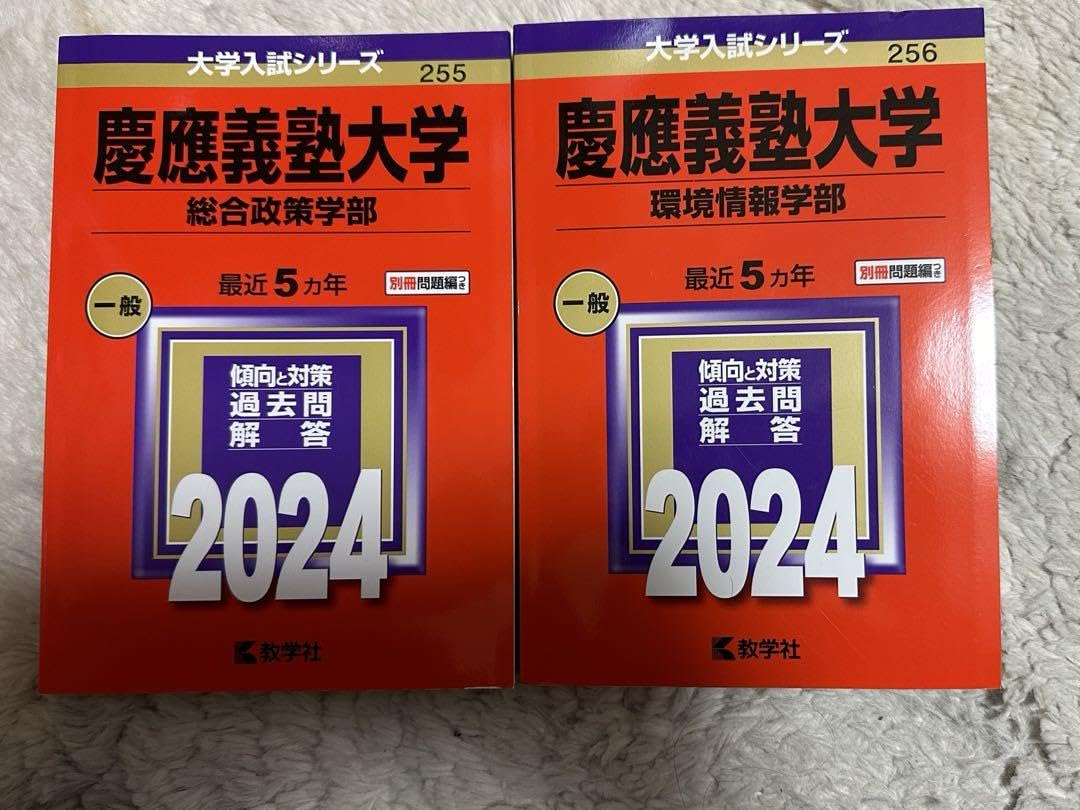 大学入試シリーズ
255
慶應義塾大学
総合政策学部
一般
最近5カ年
別冊問題編つき
傾向と対策
過去問
解答
2024
教学社
大学入試シリーズ
256
慶應義塾大学
環境情報学部
一般
最近5カ年
別冊問題編つき
傾向と対策
過去問
解答
2024
教学社